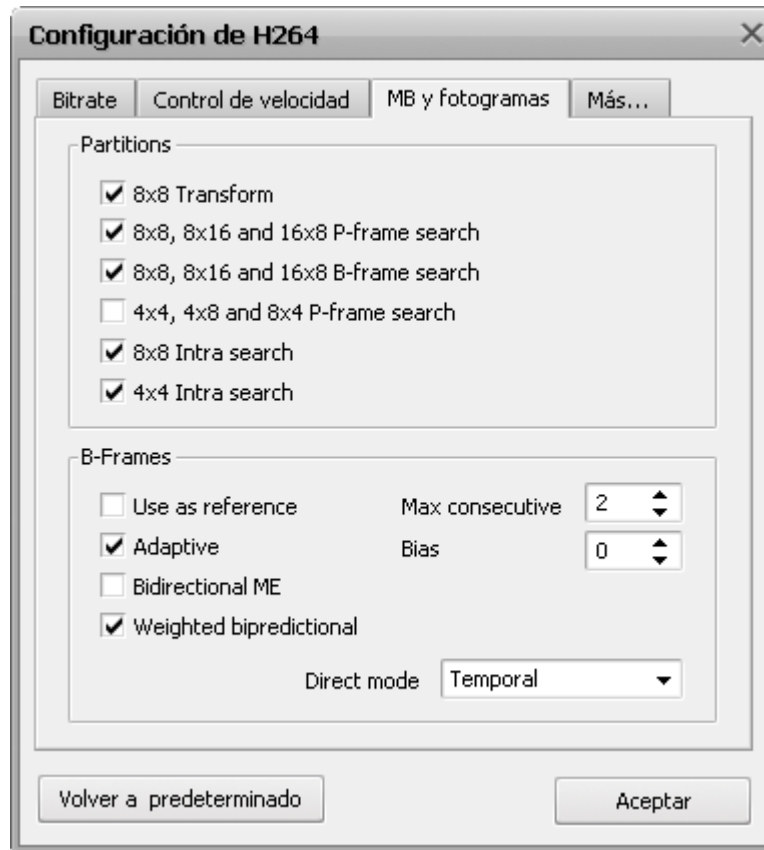 Configuración de H264
Bitrate Control de velocidad MB y fotogramas Más...
Partitions
8x8 Transform
8x8, 8x16 and 16x8 P-frame search
8x8, 8x16 and 16x8 B-frame search
4x4, 4x8 and 8x4 P-frame search
8x8 Intra search
4x4 Intra search
B-Frames
Use as reference Max consecutive 2
Adaptive Bias 0
Bidirectional ME
Weighted bipredictional
Direct mode Temporal
Volver a predeterminado Aceptar